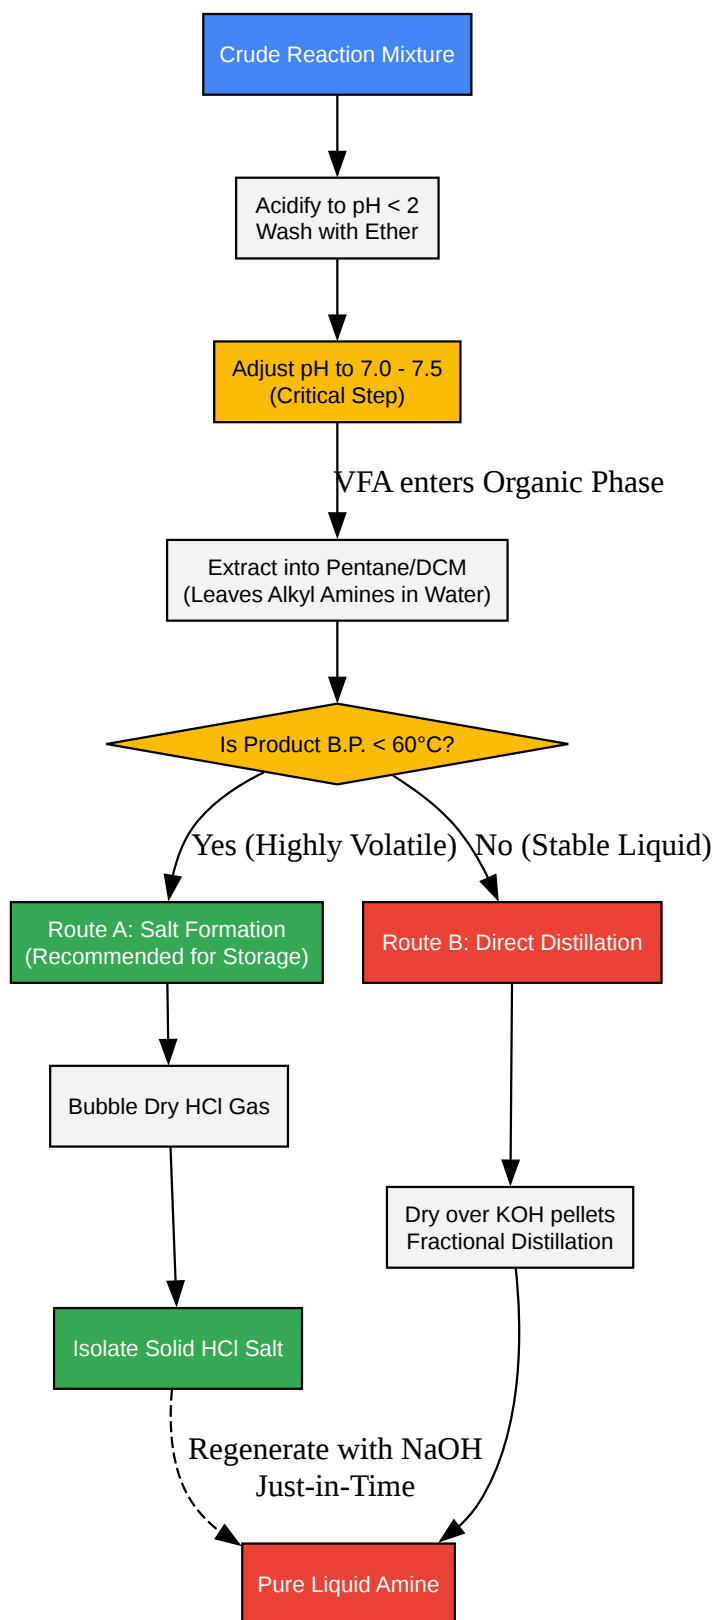 Crude Reaction Mixture
Acidify to pH < 2
Wash with Ether
Adjust pH to 7.0 - 7.5
(Critical Step)
VFA enters Organic Phase
Extract into Pentane/DCM
(Leaves Alkyl Amines in Water)
Is Product B.P. < 60°C?
Yes (Highly Volatile)
No (Stable Liquid)
Route A: Salt Formation
(Recommended for Storage)
Route B: Direct Distillation
Bubble Dry HCl Gas
Dry over KOH pellets
Fractional Distillation
Isolate Solid HCl Salt
Regenerate with NaOH
Just-in-Time
Pure Liquid Amine